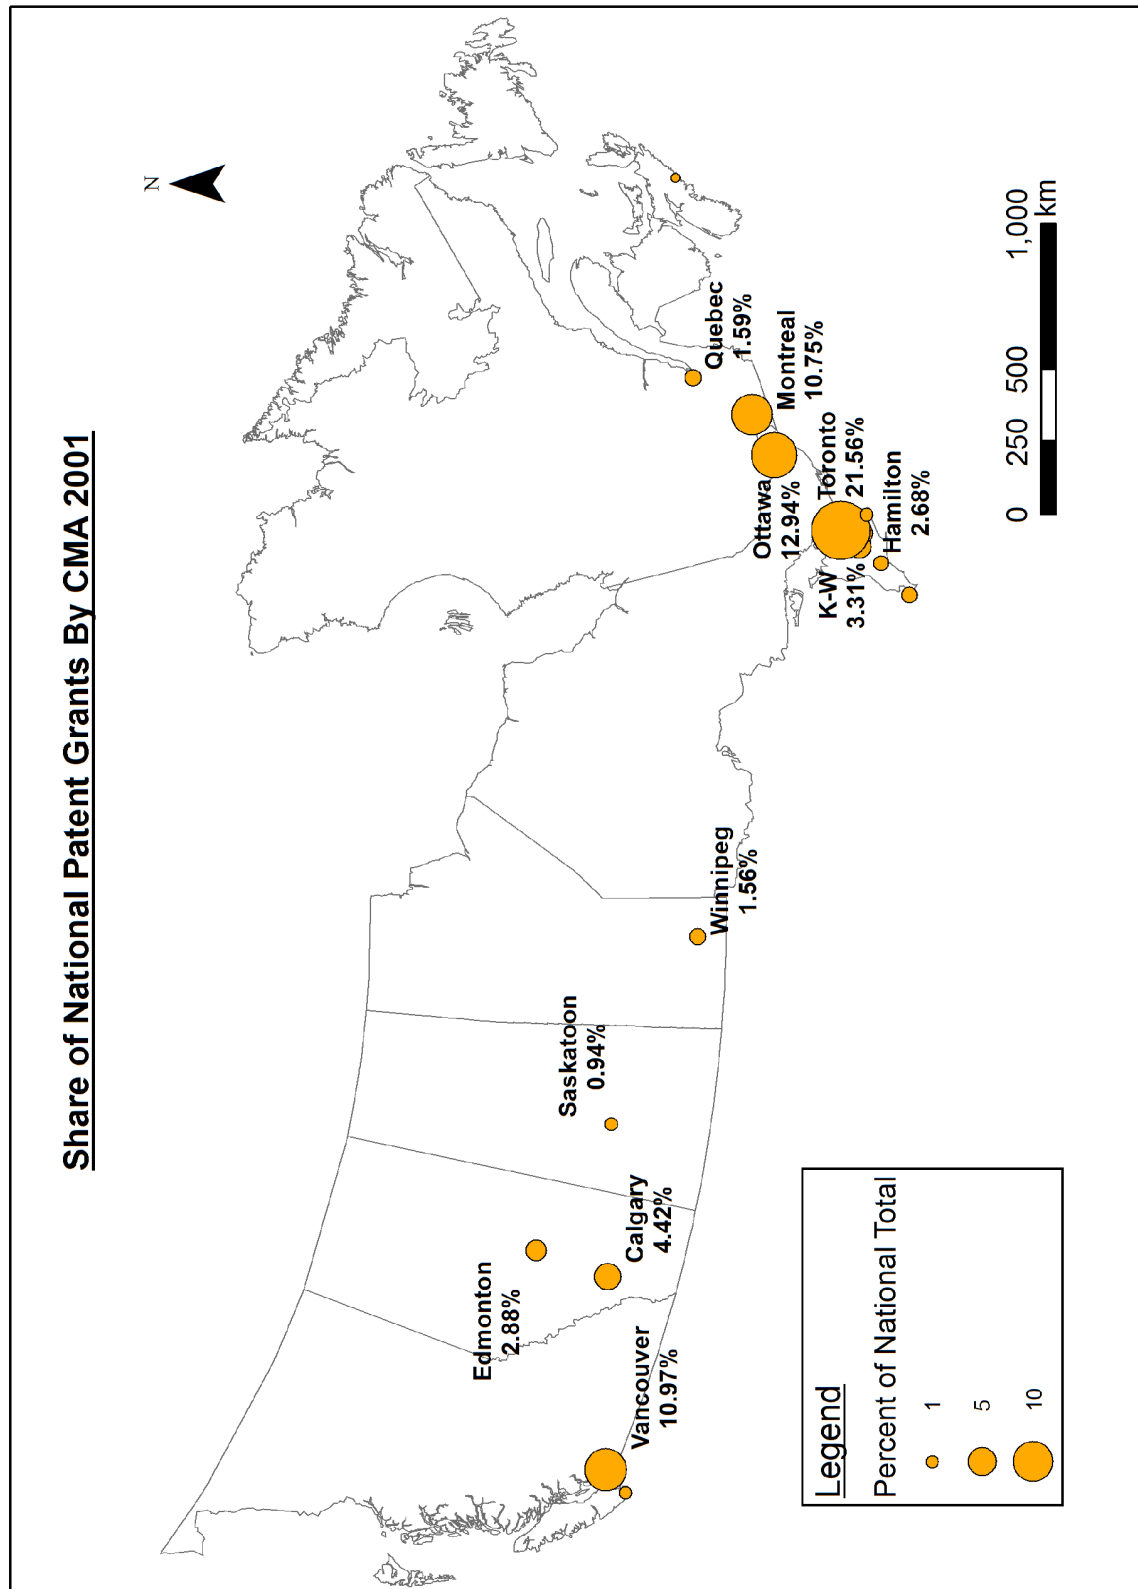 Share of National Patent Grants By CMA 2001
N
Edmonton
2.88%
Vancouver
10.97%
Calgary
4.42%
Saskatoon
0.94%
Winnipeg
1.56%
Quebec
1.59%
Montreal
10.75%
Ottawa
12.94%
Toronto
21.56%
K-W
3.31%
Hamilton
2.68%
Legend
Percent of National Total
1
5
10
0 250 500 1,000
km